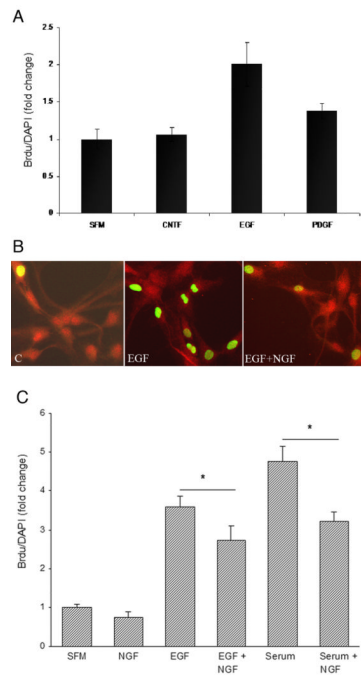 A
Brdu/DAPI (fold change)
2.5
2
1.5
1
0.5
0
SFM CNTF EGF PDGF
B
C EGF EGF+NGF
C
Brdu/DAPI (fold change)
6
5
4
3
2
1
0
* *
SFM NGF EGF EGF + NGF Serum Serum + NGF